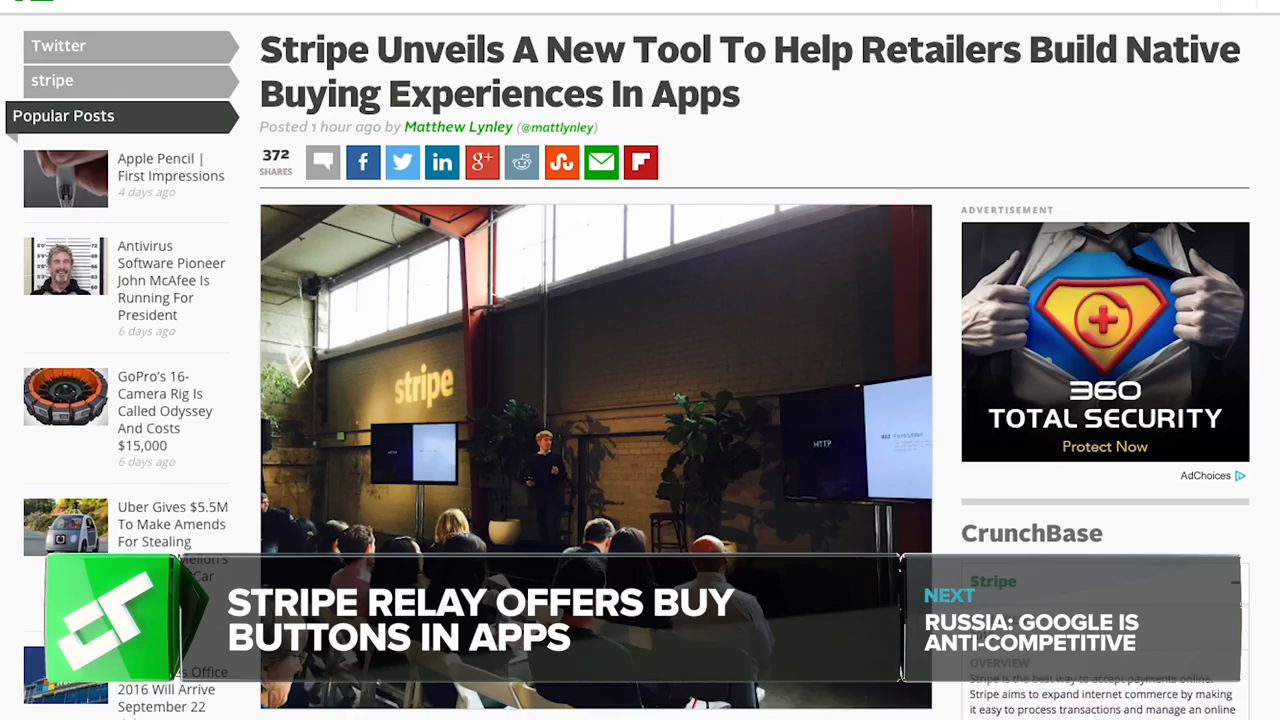 Twitter
stripe
Popular Posts
Apple Pencil |
First Impressions
4 days ago
Antivirus
Software Pioneer
John McAfee Is
Running For
President
6 days ago
GoPro's 16-
Camera Rig Is
Called Odyssey
And Costs
$15,000
6 days ago
Uber Gives $5.5M
To Make Amends
For Stealing
Mellon's
Car
Office
2016 Will Arrive
September 22
Stripe Unveils A New Tool To Help Retailers Build Native
Buying Experiences In Apps
Posted 1 hour ago by Matthew Lynley (@mattlynley)
372
SHARES
stripe
HTTP
402 Forbidden
ADVERTISEMENT
360
TOTAL SECURITY
Protect Now
AdChoices
CrunchBase
Stripe
OVERVIEW
Stripe is the best way to accept payments online.
Stripe aims to expand internet commerce by making
it easy to process transactions and manage an online
STRIPE RELAY OFFERS BUY
BUTTONS IN APPS
NEXT
RUSSIA: GOOGLE IS
ANTI-COMPETITIVE